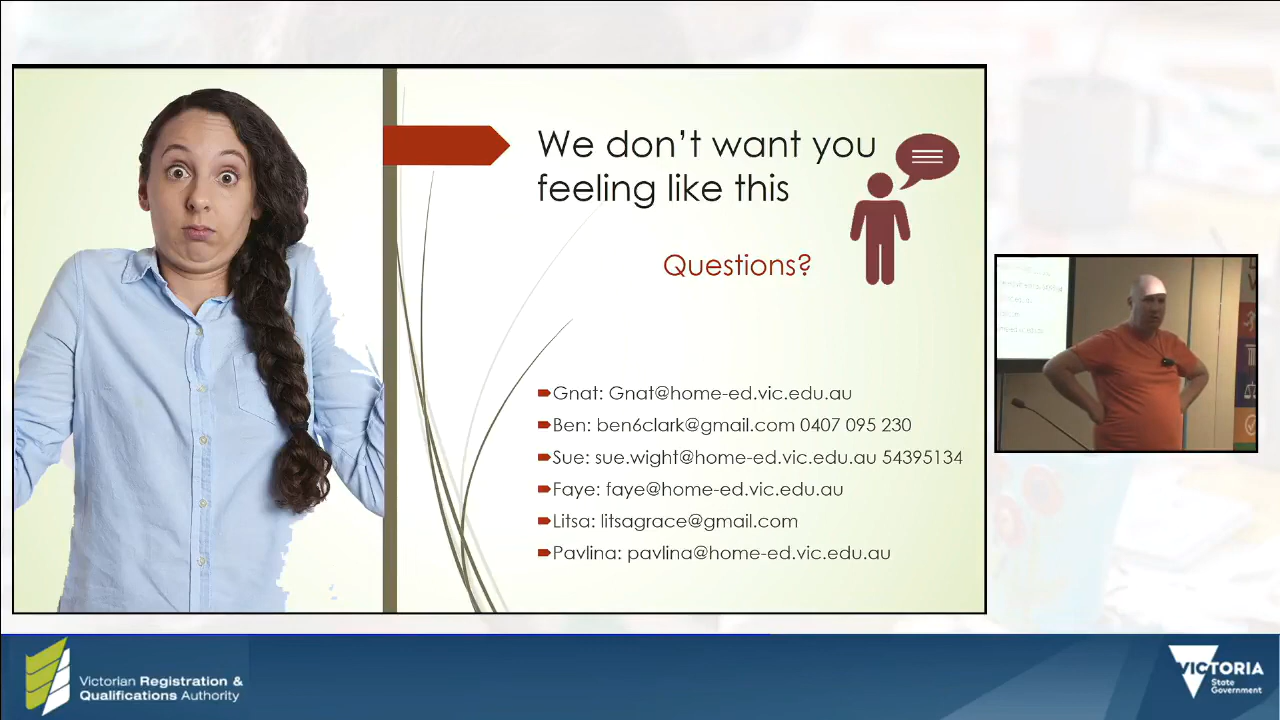 We don't want you
feeling like this
Questions?
Gnat: Gnat@home-ed.vic.edu.au
Ben: ben6clark@gmail.com 0407 095 230
Sue: sue.wight@home-ed.vic.edu.au 54395134
Faye: faye@home-ed.vic.edu.au
Litsa: litsagrace@gmail.com
Pavlina: pavlina@home-ed.vic.edu.au
Victorian Registration &
Qualifications Authority
VICTORIA
State
Government